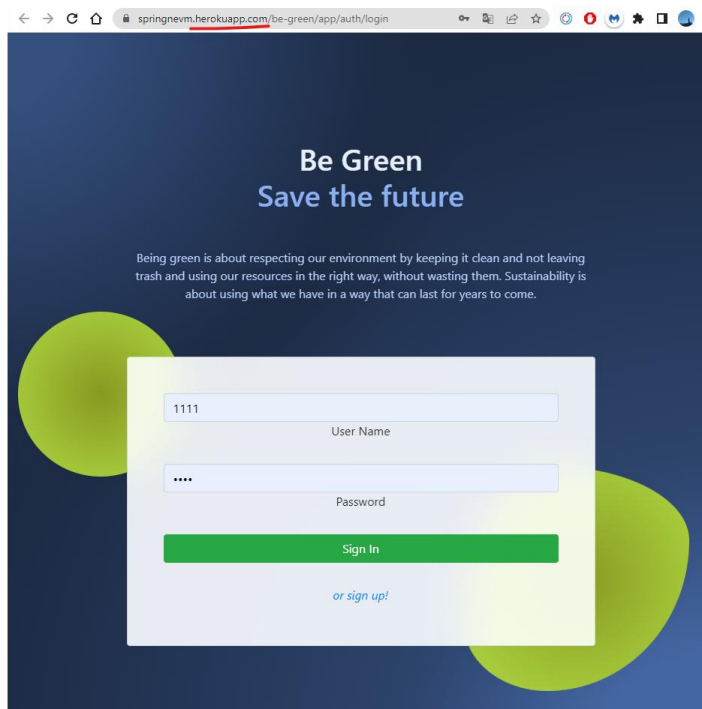 springnevm.herokuapp.com/be-green/app/auth/login
Be Green
Save the future
Being green is about respecting our environment by keeping it clean and not leaving
trash and using our resources in the right way, without wasting them. Sustainability is
about using what we have in a way that can last for years to come.
1111
User Name
••••
Password
Sign In
or sign up!